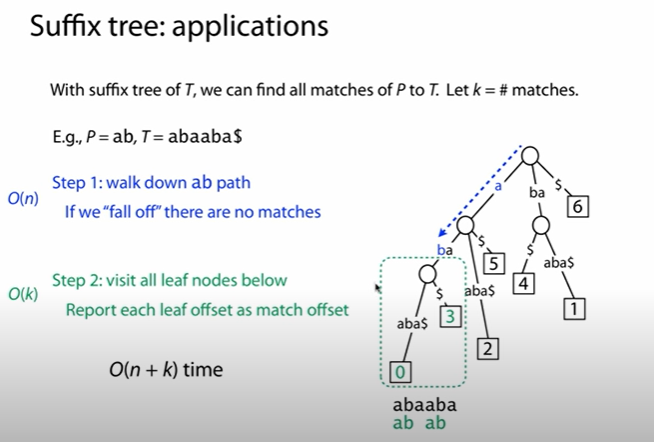 Suffix tree: applications
With suffix tree of T, we can find all matches of P to T. Let k = # matches.
E.g., P = ab, T = abaaba$
O(n)
Step 1: walk down ab path
If we “fall off” there are no matches
O(k)
Step 2: visit all leaf nodes below
Report each leaf offset as match offset
O(n + k) time
a
ba
$
6
ba
$
5
aba$
$
4
aba$
1
aba$
$
3
2
0
abaaba
ab ab